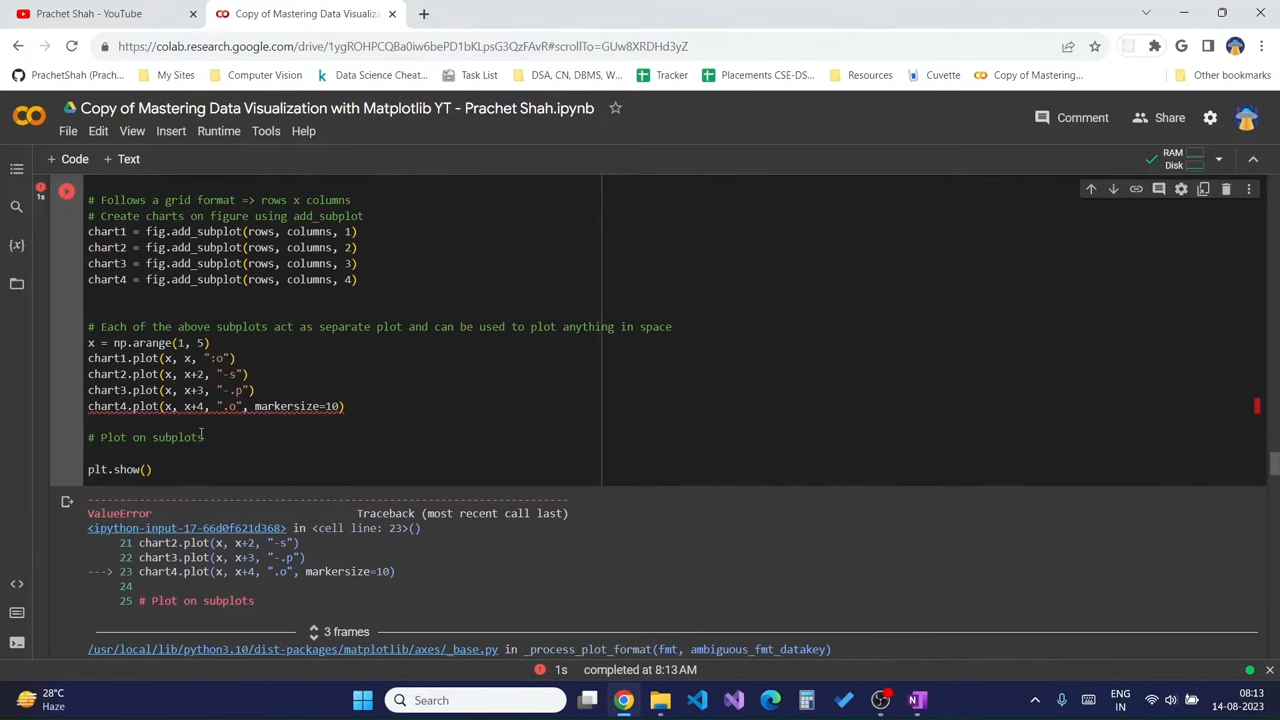 Prachet Shah - YouTube
Copy of Mastering Data Visualiza
https://colab.research.google.com/drive/1ygROHPCQBa0iw6bePD1bKLpsG3QzFAvR#scrollTo=GUw8XRDHd3yZ
PrachetShah (Prach...
My Sites
Computer Vision
Data Science Cheat...
Task List
DSA, CN, DBMS, W...
Tracker
Placements CSE-DS...
Resources
Cuvette
Copy of Mastering...
Other bookmarks
Copy of Mastering Data Visualization with Matplotlib YT - Prachet Shah.ipynb
Comment
Share
File Edit View Insert Runtime Tools Help
+ Code + Text
RAM
Disk
1s
# Follows a grid format => rows x columns
# Create charts on figure using add_subplot
chart1 = fig.add_subplot(rows, columns, 1)
chart2 = fig.add_subplot(rows, columns, 2)
chart3 = fig.add_subplot(rows, columns, 3)
chart4 = fig.add_subplot(rows, columns, 4)
# Each of the above subplots act as separate plot and can be used to plot anything in space
x = np.arange(1, 5)
chart1.plot(x, x, ":o")
chart2.plot(x, x+2, "-s")
chart3.plot(x, x+3, "-.p")
chart4.plot(x, x+4, ".o", markersize=10)
# Plot on subplots
plt.show()
---------------------------------------------------------------------------
ValueError Traceback (most recent call last)
<ipython-input-17-66d0f621d368> in <cell line: 23>()
21 chart2.plot(x, x+2, "-s")
22 chart3.plot(x, x+3, "-.p")
---> 23 chart4.plot(x, x+4, ".o", markersize=10)
24
25 # Plot on subplots
3 frames
/usr/local/lib/python3.10/dist-packages/matplotlib/axes/_base.py in _process_plot_format(fmt, ambiguous_fmt_datakey)
1s completed at 8:13 AM
28°C
Haze
Search
ENG
IN
08:13
14-08-2023